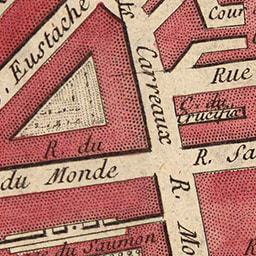 Cour
Eustache
Carreaux
Rue
C. du
Crucifix
R. du
du Monde
R. Sa
R. Mo
du Saumon